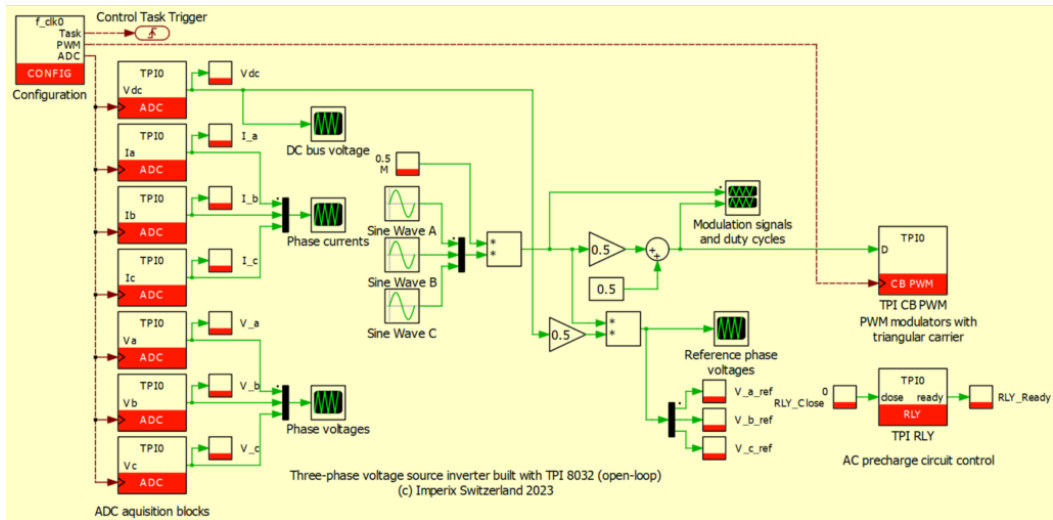 f_clk0
Task
PWM
ADC
CONFIG
Configuration
Control Task Trigger
TPI0
Vdc
ADC
Vdc
DC bus voltage
TPI0
Ia
ADC
I_a
TPI0
Ib
ADC
I_b
Phase currents
TPI0
Ic
ADC
I_c
TPI0
Va
ADC
V_a
TPI0
Vb
ADC
V_b
Phase voltages
TPI0
Vc
ADC
V_c
ADC aquisition blocks
0.5
M
Sine Wave A
Sine Wave B
Sine Wave C
*
*
0.5
+
+
0.5
Modulation signals
and duty cycles
0.5
*
*
Reference phase
voltages
V_a_ref
V_b_ref
V_c_ref
TPI0
D
CB PWM
TPI CB PWM
PWM modulators with
triangular carrier
0
RLY_Close
TPI0
close ready
RLY
TPI RLY
RLY_Ready
AC precharge circuit control
Three-phase voltage source inverter built with TPI 8032 (open-loop)
(c) Imperix Switzerland 2023